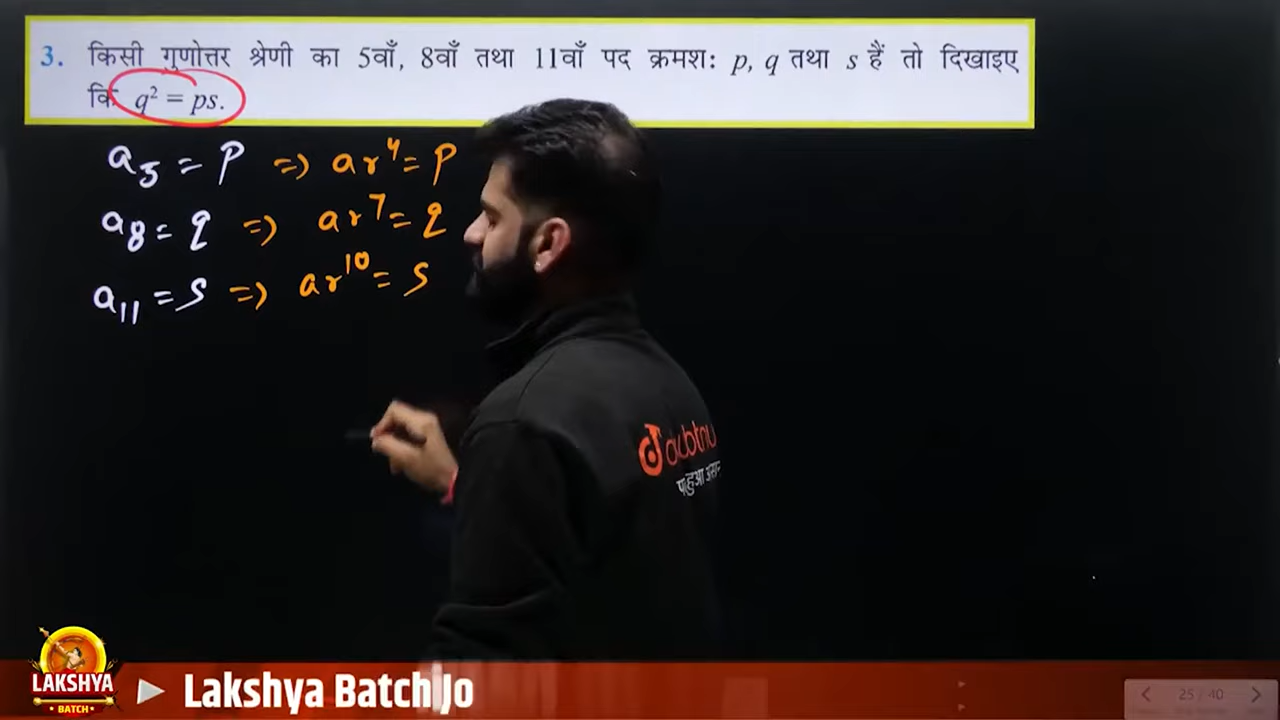 3. किसी गुणोत्तर श्रेणी का 5वाँ, 8वाँ तथा 11वाँ पद क्रमश: p, q तथा s हैं तो दिखाइए
कि q² = ps.
a₅ = p ⇒ ar⁴ = p
a₈ = q ⇒ ar⁷ = q
a₁₁ = s ⇒ ar¹⁰ = s
doubtnu
LAKSHYA
BATCH
Lakshya Batch Jo
25 / 40